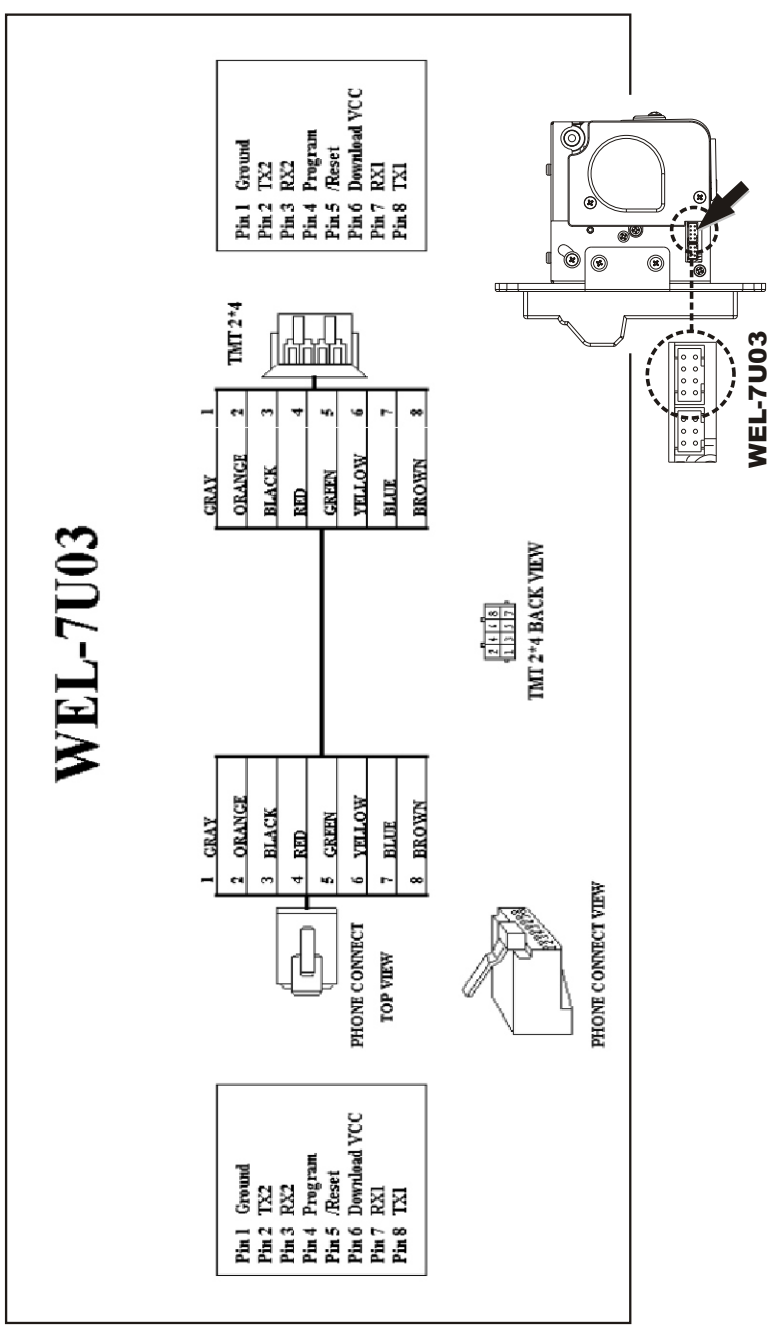 WEL-7U03
Pin 1 Ground
Pin 2 TX2
Pin 3 RX2
Pin 4 Program
Pin 5 /Reset
Pin 6 Download VCC
Pin 7 RX1
Pin 8 TX1
PHONE CONNECT
TOP VIEW
1 GRAY
2 ORANGE
3 BLACK
4 RED
5 GREEN
6 YELLOW
7 BLUE
8 BROWN
GRAY 1
ORANGE 2
BLACK 3
RED 4
GREEN 5
YELLOW 6
BLUE 7
BROWN 8
TMT 2*4
Pin 1 Ground
Pin 2 TX2
Pin 3 RX2
Pin 4 Program
Pin 5 /Reset
Pin 6 Download VCC
Pin 7 RX1
Pin 8 TX1
PHONE CONNECT VIEW
2 4 6 8
1 3 5 7
TMT 2*4 BACK VIEW
WEL-7U03